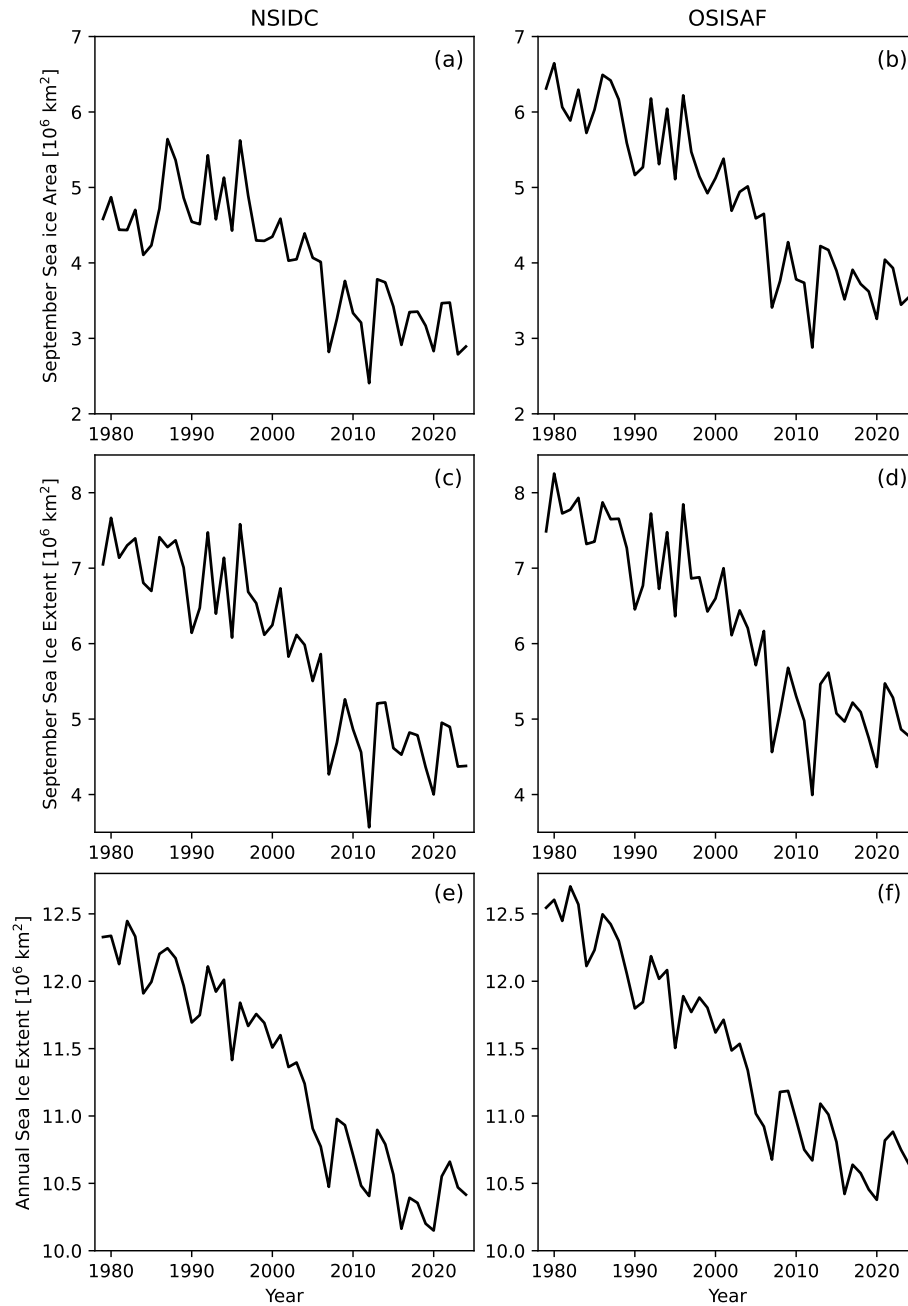 NSIDC
OSISAF
September Sea ice Area [10⁶ km²]
7
6
5
4
3
2
(a)
1980 1990 2000 2010 2020
7
6
5
4
3
2
(b)
1980 1990 2000 2010 2020
September Sea Ice Extent [10⁶ km²]
8
7
6
5
4
(c)
1980 1990 2000 2010 2020
8
7
6
5
4
(d)
1980 1990 2000 2010 2020
Annual Sea Ice Extent [10⁶ km²]
12.5
12.0
11.5
11.0
10.5
10.0
(e)
1980 1990 2000 2010 2020
Year
12.5
12.0
11.5
11.0
10.5
10.0
(f)
1980 1990 2000 2010 2020
Year